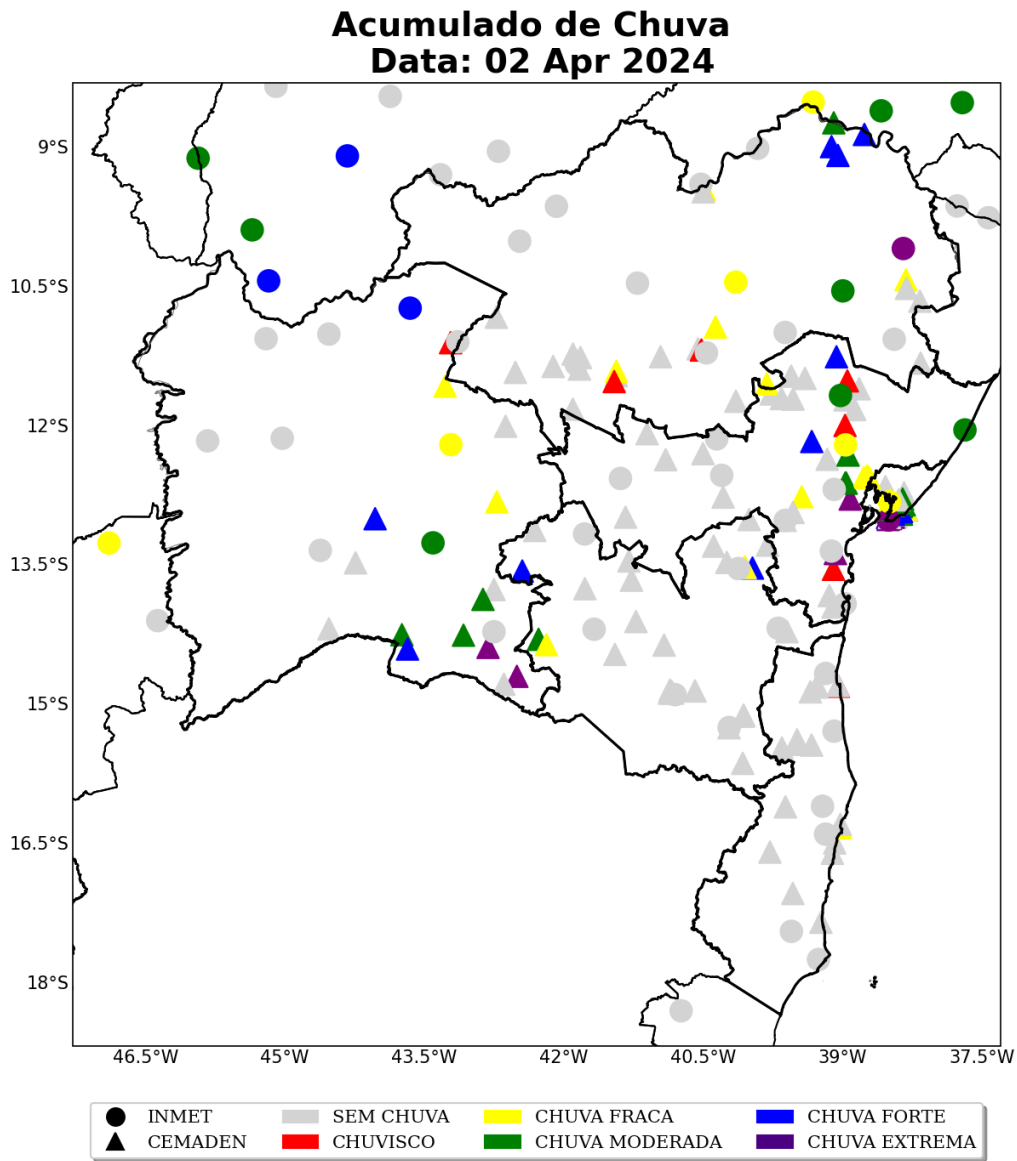 Acumulado de Chuva
Data: 02 Apr 2024
9°S
10.5°S
12°S
13.5°S
15°S
16.5°S
18°S
46.5°W 45°W 43.5°W 42°W 40.5°W 39°W 37.5°W
INMET SEM CHUVA CHUVA FRACA CHUVA FORTE
CEMADEN CHUVISCO CHUVA MODERADA CHUVA EXTREMA